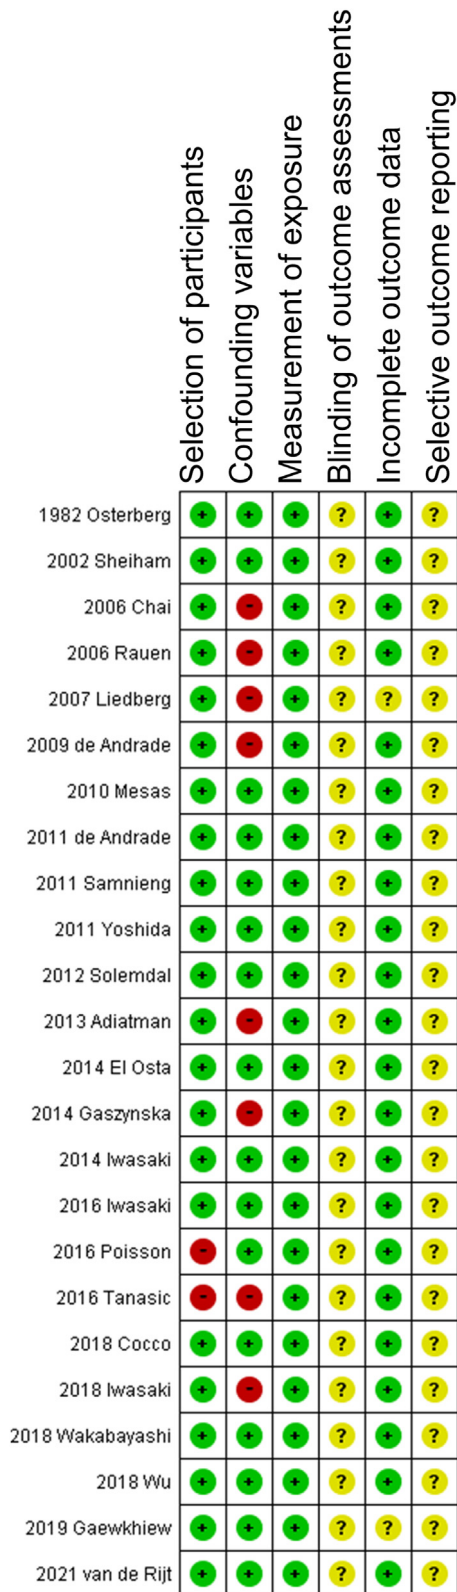 Selection of participants
Confounding variables
Measurement of exposure
Blinding of outcome assessments
Incomplete outcome data
Selective outcome reporting
1982 Osterberg + + + ? + ?
2002 Sheiham + + + ? + ?
2006 Chai + - + ? + ?
2006 Rauen + - + ? + ?
2007 Liedberg + - + ? ? ?
2009 de Andrade + - + ? + ?
2010 Mesas + + + ? + ?
2011 de Andrade + + + ? + ?
2011 Samnieng + + + ? + ?
2011 Yoshida + + + ? + ?
2012 Solemdal + + + ? + ?
2013 Adiatman + - + ? + ?
2014 El Osta + + + ? + ?
2014 Gaszynska + - + ? + ?
2014 Iwasaki + + + ? + ?
2016 Iwasaki + + + ? + ?
2016 Poisson - + + ? + ?
2016 Tanasic - - + ? + ?
2018 Cocco + + + ? + ?
2018 Iwasaki + - + ? + ?
2018 Wakabayashi + + + ? + ?
2018 Wu + + + ? + ?
2019 Gaewkhiew + + + ? ? ?
2021 van de Rijt + + + ? + ?